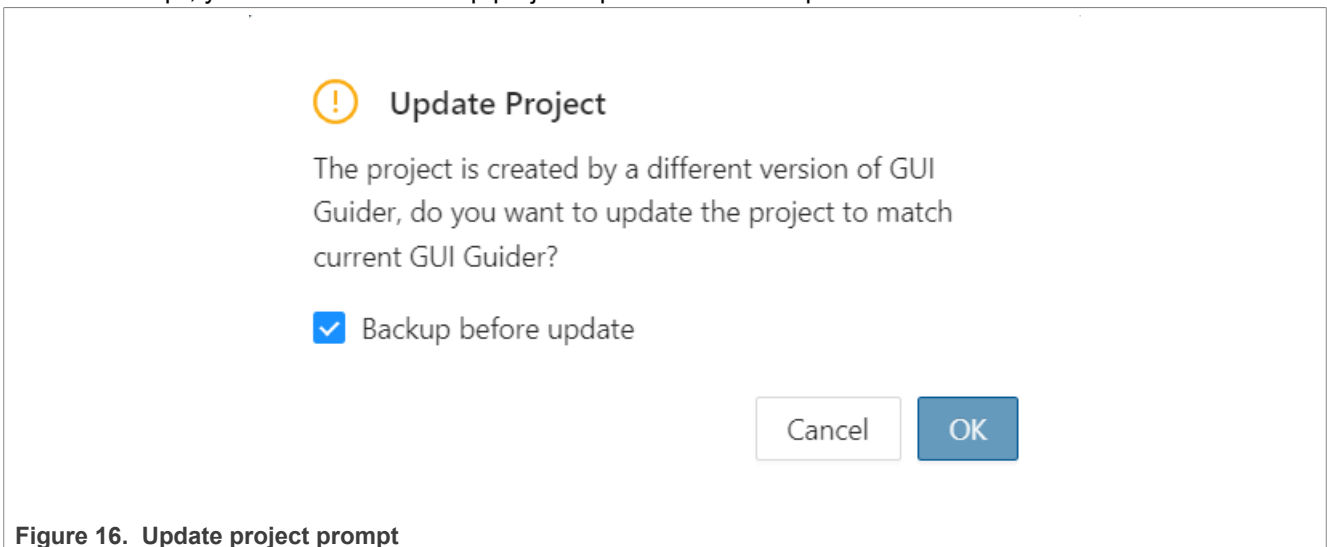 Update Project
The project is created by a different version of GUI
Guider, do you want to update the project to match
current GUI Guider?
Backup before update
Cancel
OK
Figure 16. Update project prompt